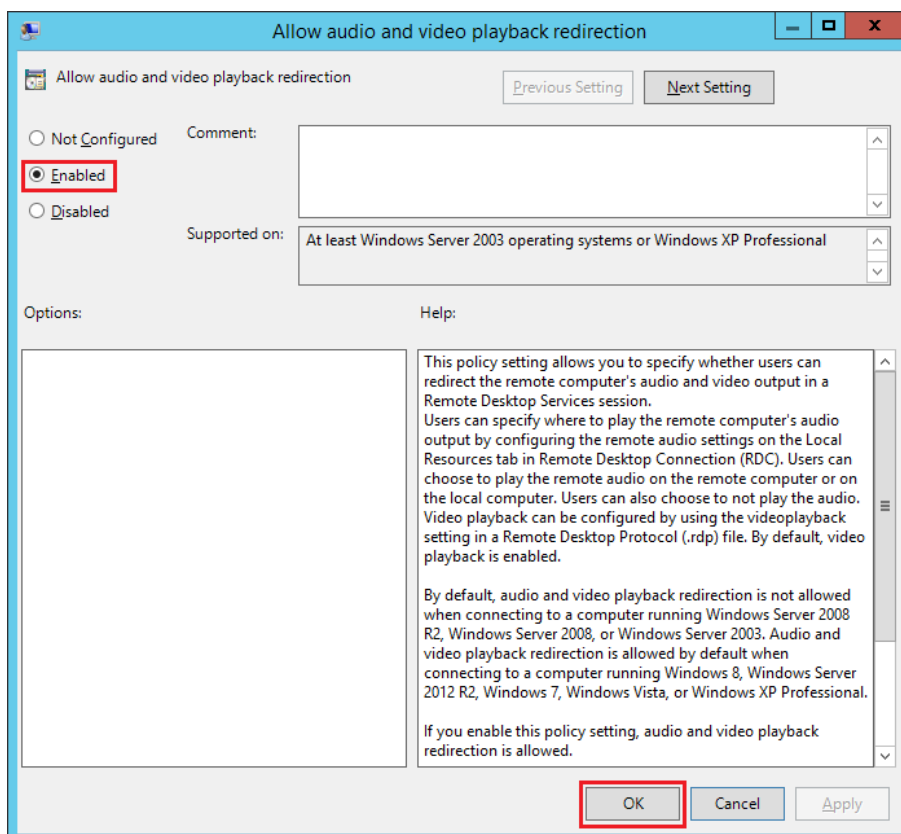 Allow audio and video playback redirection
Allow audio and video playback redirection
Previous Setting
Next Setting
Not Configured
Enabled
Disabled
Comment:
Supported on:
At least Windows Server 2003 operating systems or Windows XP Professional
Options:
Help:
This policy setting allows you to specify whether users can
redirect the remote computer's audio and video output in a
Remote Desktop Services session.
Users can specify where to play the remote computer's audio
output by configuring the remote audio settings on the Local
Resources tab in Remote Desktop Connection (RDC). Users can
choose to play the remote audio on the remote computer or on
the local computer. Users can also choose to not play the audio.
Video playback can be configured by using the videoplayback
setting in a Remote Desktop Protocol (.rdp) file. By default, video
playback is enabled.
By default, audio and video playback redirection is not allowed
when connecting to a computer running Windows Server 2008
R2, Windows Server 2008, or Windows Server 2003. Audio and
video playback redirection is allowed by default when
connecting to a computer running Windows 8, Windows Server
2012 R2, Windows 7, Windows Vista, or Windows XP Professional.
If you enable this policy setting, audio and video playback
redirection is allowed.
OK
Cancel
Apply